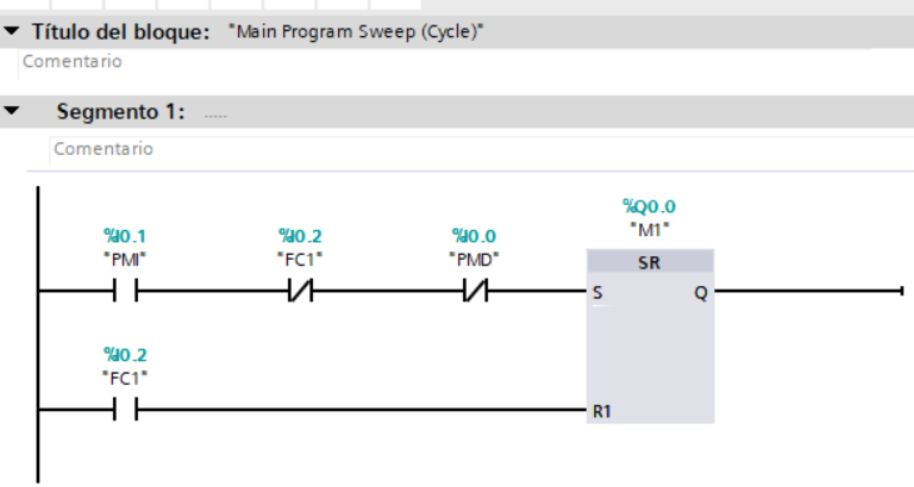 Título del bloque: "Main Program Sweep (Cycle)"
Comentario
Segmento 1: .....
Comentario
%I0.1 %I0.2 %I0.0 %Q0.0
"PMI" "FC1" "PMD" "M1"
SR
S Q
%I0.2
"FC1"
R1